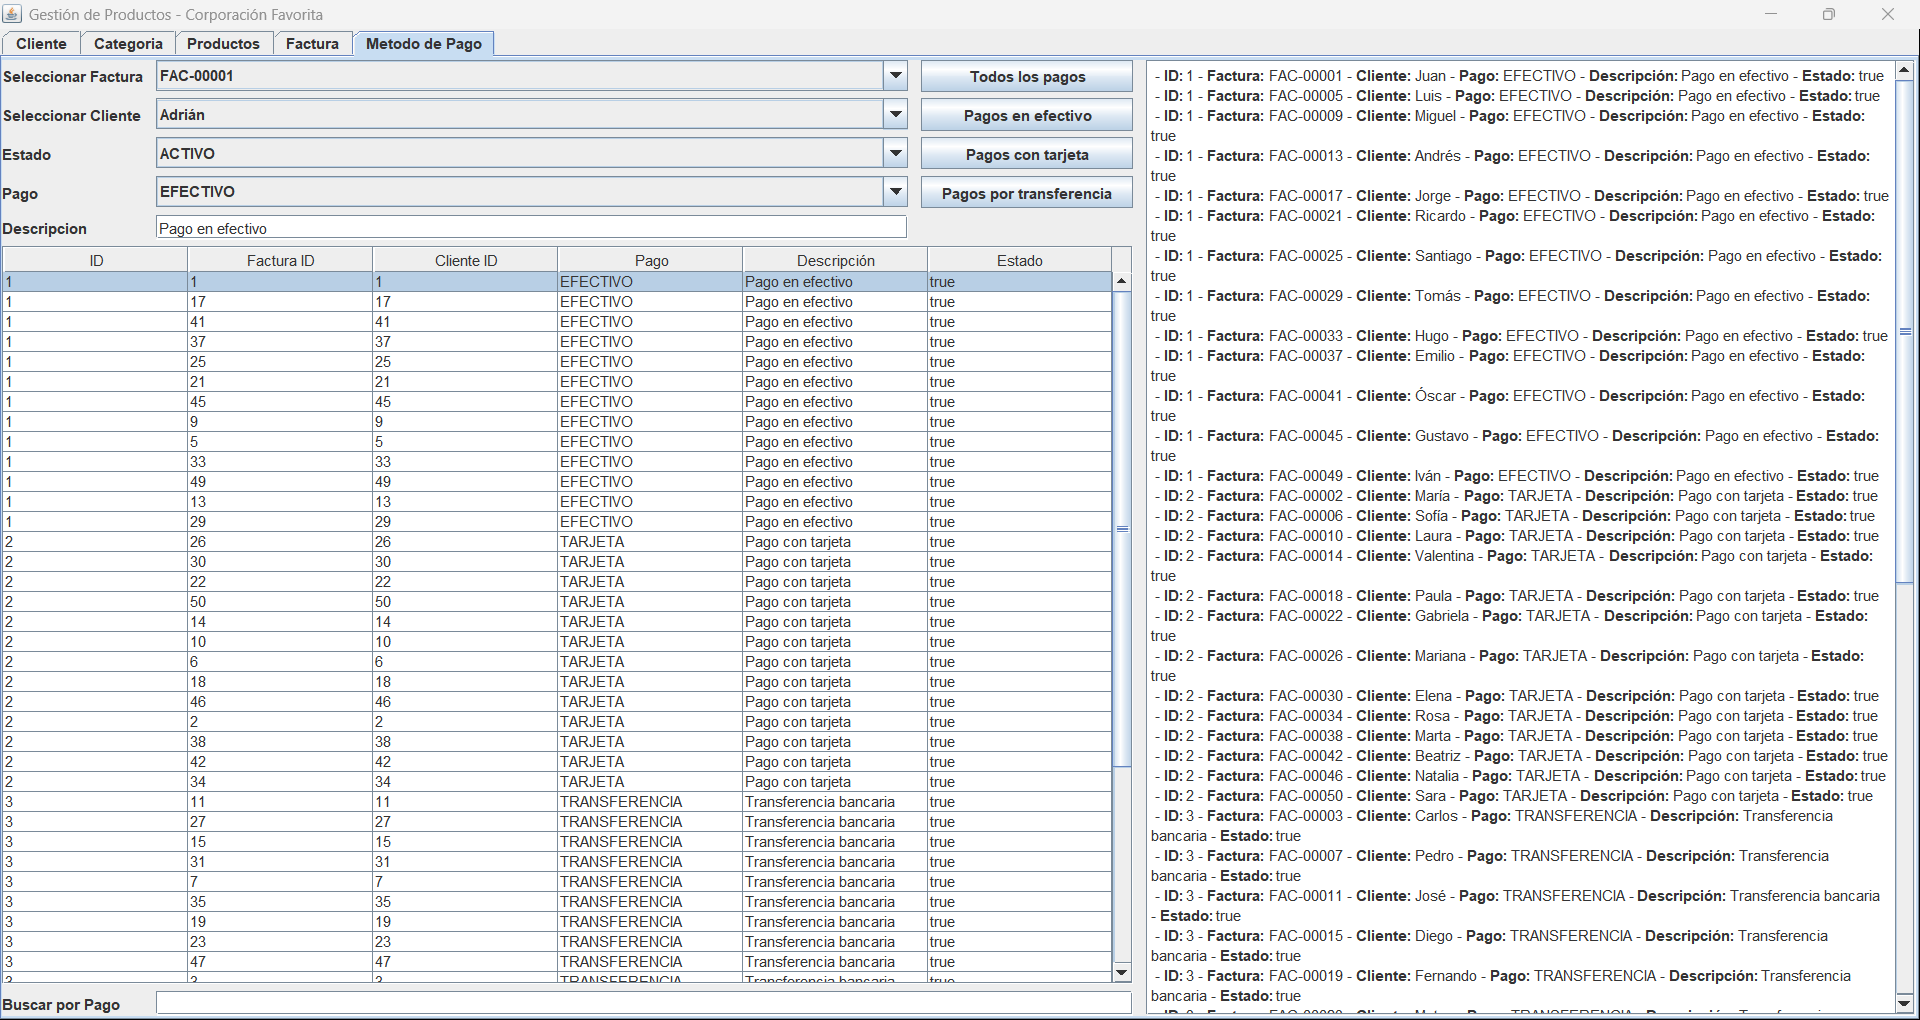 Gestión de Productos - Corporación Favorita
Cliente Categoria Productos Factura Metodo de Pago
Seleccionar Factura FAC-00001 Todos los pagos
Seleccionar Cliente Adrián Pagos en efectivo
Estado ACTIVO Pagos con tarjeta
Pago EFECTIVO Pagos por transferencia
Descripcion Pago en efectivo
ID Factura ID Cliente ID Pago Descripción Estado
1 1 1 EFECTIVO Pago en efectivo true
1 17 17 EFECTIVO Pago en efectivo true
1 41 41 EFECTIVO Pago en efectivo true
1 37 37 EFECTIVO Pago en efectivo true
1 25 25 EFECTIVO Pago en efectivo true
1 21 21 EFECTIVO Pago en efectivo true
1 45 45 EFECTIVO Pago en efectivo true
1 9 9 EFECTIVO Pago en efectivo true
1 5 5 EFECTIVO Pago en efectivo true
1 33 33 EFECTIVO Pago en efectivo true
1 49 49 EFECTIVO Pago en efectivo true
1 13 13 EFECTIVO Pago en efectivo true
1 29 29 EFECTIVO Pago en efectivo true
2 26 26 TARJETA Pago con tarjeta true
2 30 30 TARJETA Pago con tarjeta true
2 22 22 TARJETA Pago con tarjeta true
2 50 50 TARJETA Pago con tarjeta true
2 14 14 TARJETA Pago con tarjeta true
2 10 10 TARJETA Pago con tarjeta true
2 6 6 TARJETA Pago con tarjeta true
2 18 18 TARJETA Pago con tarjeta true
2 46 46 TARJETA Pago con tarjeta true
2 2 2 TARJETA Pago con tarjeta true
2 38 38 TARJETA Pago con tarjeta true
2 42 42 TARJETA Pago con tarjeta true
2 34 34 TARJETA Pago con tarjeta true
3 11 11 TRANSFERENCIA Transferencia bancaria true
3 27 27 TRANSFERENCIA Transferencia bancaria true
3 15 15 TRANSFERENCIA Transferencia bancaria true
3 31 31 TRANSFERENCIA Transferencia bancaria true
3 7 7 TRANSFERENCIA Transferencia bancaria true
3 35 35 TRANSFERENCIA Transferencia bancaria true
3 19 19 TRANSFERENCIA Transferencia bancaria true
3 23 23 TRANSFERENCIA Transferencia bancaria true
3 47 47 TRANSFERENCIA Transferencia bancaria true
3 3 3 TRANSFERENCIA Transferencia bancaria true
Buscar por Pago
- ID: 1 - Factura: FAC-00001 - Cliente: Juan - Pago: EFECTIVO - Descripción: Pago en efectivo - Estado: true
- ID: 1 - Factura: FAC-00005 - Cliente: Luis - Pago: EFECTIVO - Descripción: Pago en efectivo - Estado: true
- ID: 1 - Factura: FAC-00009 - Cliente: Miguel - Pago: EFECTIVO - Descripción: Pago en efectivo - Estado:
true
- ID: 1 - Factura: FAC-00013 - Cliente: Andrés - Pago: EFECTIVO - Descripción: Pago en efectivo - Estado:
true
- ID: 1 - Factura: FAC-00017 - Cliente: Jorge - Pago: EFECTIVO - Descripción: Pago en efectivo - Estado: true
- ID: 1 - Factura: FAC-00021 - Cliente: Ricardo - Pago: EFECTIVO - Descripción: Pago en efectivo - Estado:
true
- ID: 1 - Factura: FAC-00025 - Cliente: Santiago - Pago: EFECTIVO - Descripción: Pago en efectivo - Estado:
true
- ID: 1 - Factura: FAC-00029 - Cliente: Tomás - Pago: EFECTIVO - Descripción: Pago en efectivo - Estado:
true
- ID: 1 - Factura: FAC-00033 - Cliente: Hugo - Pago: EFECTIVO - Descripción: Pago en efectivo - Estado: true
- ID: 1 - Factura: FAC-00037 - Cliente: Emilio - Pago: EFECTIVO - Descripción: Pago en efectivo - Estado:
true
- ID: 1 - Factura: FAC-00041 - Cliente: Óscar - Pago: EFECTIVO - Descripción: Pago en efectivo - Estado:
true
- ID: 1 - Factura: FAC-00045 - Cliente: Gustavo - Pago: EFECTIVO - Descripción: Pago en efectivo - Estado:
true
- ID: 1 - Factura: FAC-00049 - Cliente: Iván - Pago: EFECTIVO - Descripción: Pago en efectivo - Estado: true
- ID: 2 - Factura: FAC-00002 - Cliente: María - Pago: TARJETA - Descripción: Pago con tarjeta - Estado: true
- ID: 2 - Factura: FAC-00006 - Cliente: Sofía - Pago: TARJETA - Descripción: Pago con tarjeta - Estado: true
- ID: 2 - Factura: FAC-00010 - Cliente: Laura - Pago: TARJETA - Descripción: Pago con tarjeta - Estado: true
- ID: 2 - Factura: FAC-00014 - Cliente: Valentina - Pago: TARJETA - Descripción: Pago con tarjeta - Estado:
true
- ID: 2 - Factura: FAC-00018 - Cliente: Paula - Pago: TARJETA - Descripción: Pago con tarjeta - Estado: true
- ID: 2 - Factura: FAC-00022 - Cliente: Gabriela - Pago: TARJETA - Descripción: Pago con tarjeta - Estado:
true
- ID: 2 - Factura: FAC-00026 - Cliente: Mariana - Pago: TARJETA - Descripción: Pago con tarjeta - Estado:
true
- ID: 2 - Factura: FAC-00030 - Cliente: Elena - Pago: TARJETA - Descripción: Pago con tarjeta - Estado: true
- ID: 2 - Factura: FAC-00034 - Cliente: Rosa - Pago: TARJETA - Descripción: Pago con tarjeta - Estado: true
- ID: 2 - Factura: FAC-00038 - Cliente: Marta - Pago: TARJETA - Descripción: Pago con tarjeta - Estado: true
- ID: 2 - Factura: FAC-00042 - Cliente: Beatriz - Pago: TARJETA - Descripción: Pago con tarjeta - Estado: true
- ID: 2 - Factura: FAC-00046 - Cliente: Natalia - Pago: TARJETA - Descripción: Pago con tarjeta - Estado: true
- ID: 2 - Factura: FAC-00050 - Cliente: Sara - Pago: TARJETA - Descripción: Pago con tarjeta - Estado: true
- ID: 3 - Factura: FAC-00003 - Cliente: Carlos - Pago: TRANSFERENCIA - Descripción: Transferencia
bancaria - Estado: true
- ID: 3 - Factura: FAC-00007 - Cliente: Pedro - Pago: TRANSFERENCIA - Descripción: Transferencia
bancaria - Estado: true
- ID: 3 - Factura: FAC-00011 - Cliente: José - Pago: TRANSFERENCIA - Descripción: Transferencia bancaria
- Estado: true
- ID: 3 - Factura: FAC-00015 - Cliente: Diego - Pago: TRANSFERENCIA - Descripción: Transferencia
bancaria - Estado: true
- ID: 3 - Factura: FAC-00019 - Cliente: Fernando - Pago: TRANSFERENCIA - Descripción: Transferencia
bancaria - Estado: true